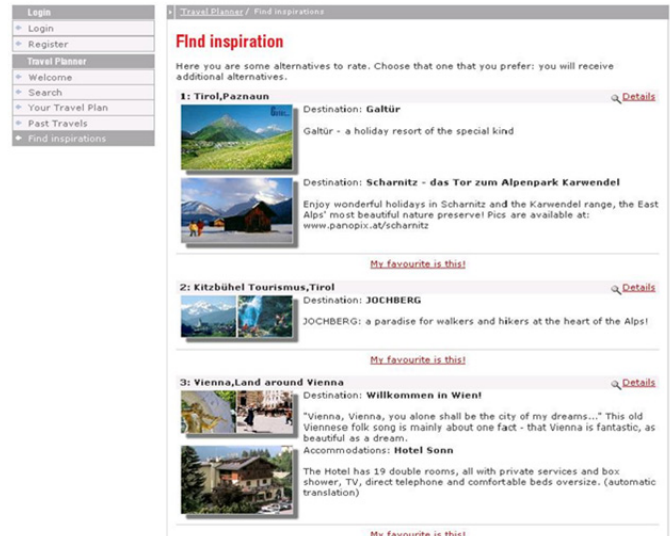 Login
Login
Register
Travel Planner
Welcome
Search
Your Travel Plan
Past Travels
Find inspirations
Travel Planner / Find inspirations
FInd inspiration
Here you are some alternatives to rate. Choose that one that you prefer: you will receive
additional alternatives.
1: Tirol,Paznaun
Details
Destination: Galtür
Galtür - a holiday resort of the special kind
Destination: Scharnitz - das Tor zum Alpenpark Karwendel
Enjoy wonderful holidays in Scharnitz and the Karwendel range, the East
Alps' most beautiful nature preserve! Pics are available at:
www.panopix.at/scharnitz
My favourite is this!
2: Kitzbühel Tourismus,Tirol
Details
Destination: JOCHBERG
JOCHBERG: a paradise for walkers and hikers at the heart of the Alps!
My favourite is this!
3: Vienna,Land around Vienna
Details
Destination: Willkommen in Wien!
"Vienna, Vienna, you alone shall be the city of my dreams..." This old
Viennese folk song is mainly about one fact - that Vienna is fantastic, as
beautiful as a dream.
Accommodations: Hotel Sonn
The Hotel has 19 double rooms, all with private services and box
shower, TV, direct telephone and comfortable beds oversize. (automatic
translation)
My favourite is this!